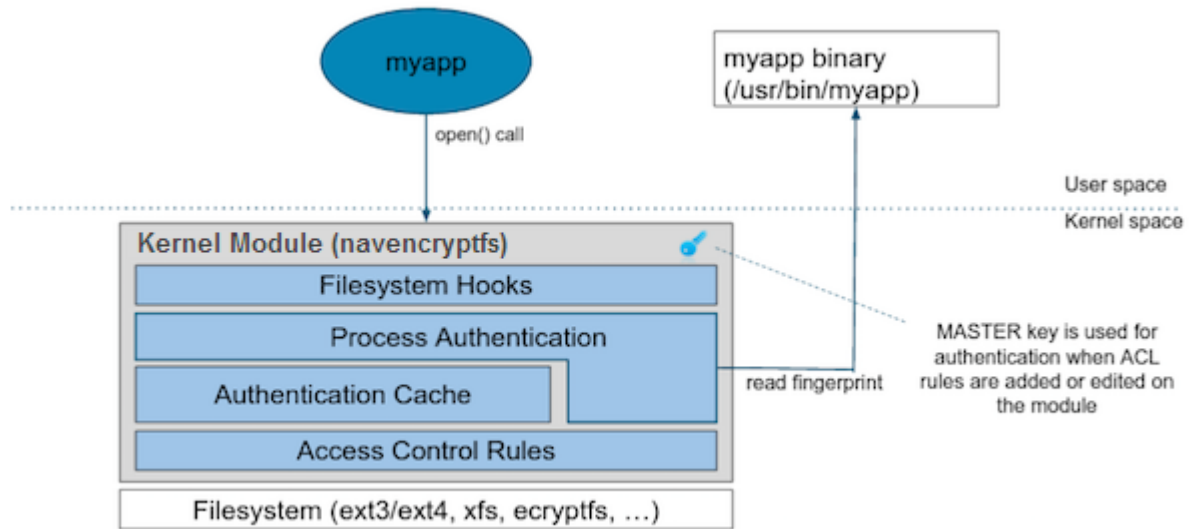 myapp
myapp binary
(/usr/bin/myapp)
open() call
User space
Kernel space
Kernel Module (navencryptfs)
Filesystem Hooks
Process Authentication
Authentication Cache
read fingerprint
MASTER key is used for
authentication when ACL
rules are added or edited on
the module
Access Control Rules
Filesystem (ext3/ext4, xfs, ecryptfs, …)